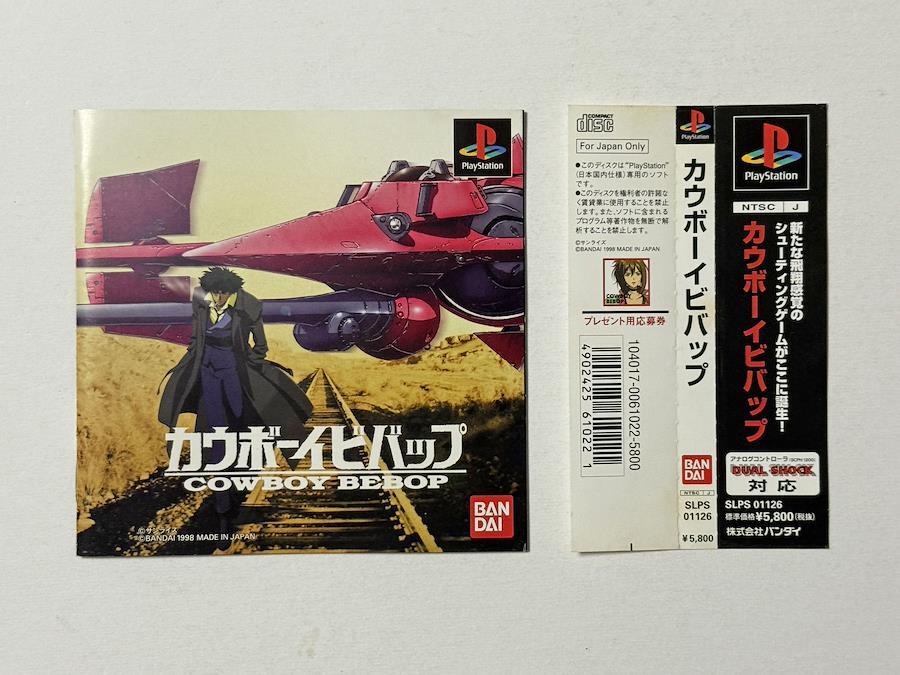 PlayStation
カウボーイビバップ
COWBOY BEBOP
©サンライズ
©BANDAI 1998 MADE IN JAPAN
BAN
DAI
COMPACT
disc
For Japan Only
●このディスクは"PlayStation"
(日本国内仕様)専用のソフト
です。
●このディスクを権利者の許諾な
く賃貸業に使用することを禁止
します。また、ソフトに含まれる
プログラム等著作物を無断で解
析することを禁止します。
©サンライズ
©BANDAI 1998 MADE IN JAPAN
COWBOY
BEBOP
プレゼント用応募券
104017-0061022-5800
4902425610221
PlayStation
カウボーイビバップ
BAN
DAI
NTSC J
SLPS
01126
¥5,800
PlayStation
NTSC J
新たな飛翔感覚の
シューティングゲームがここに誕生!
カウボーイビバップ
アナログコントローラ(SCPH-1200)
DUAL SHOCK
対応
SLPS 01126
標準価格¥5,800(税抜)
株式会社バンダイ